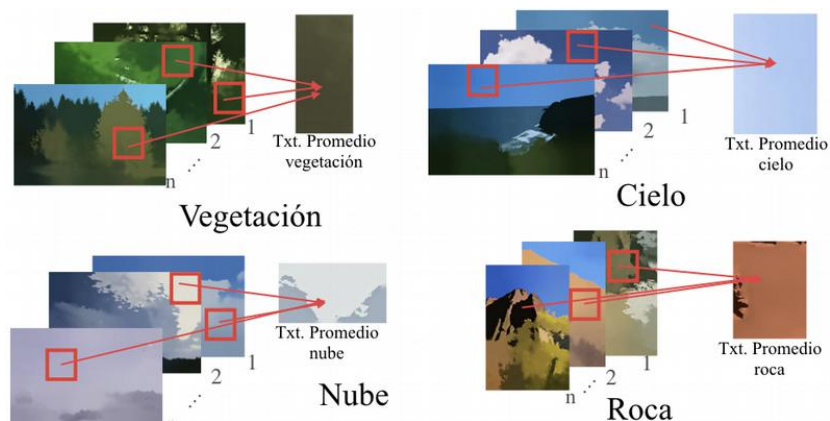 1
2
...
n
Txt. Promedio
vegetación
Vegetación
1
2
...
n
Txt. Promedio
cielo
Cielo
1
2
...
Txt. Promedio
nube
Nube
1
2
...
n
Txt. Promedio
roca
Roca